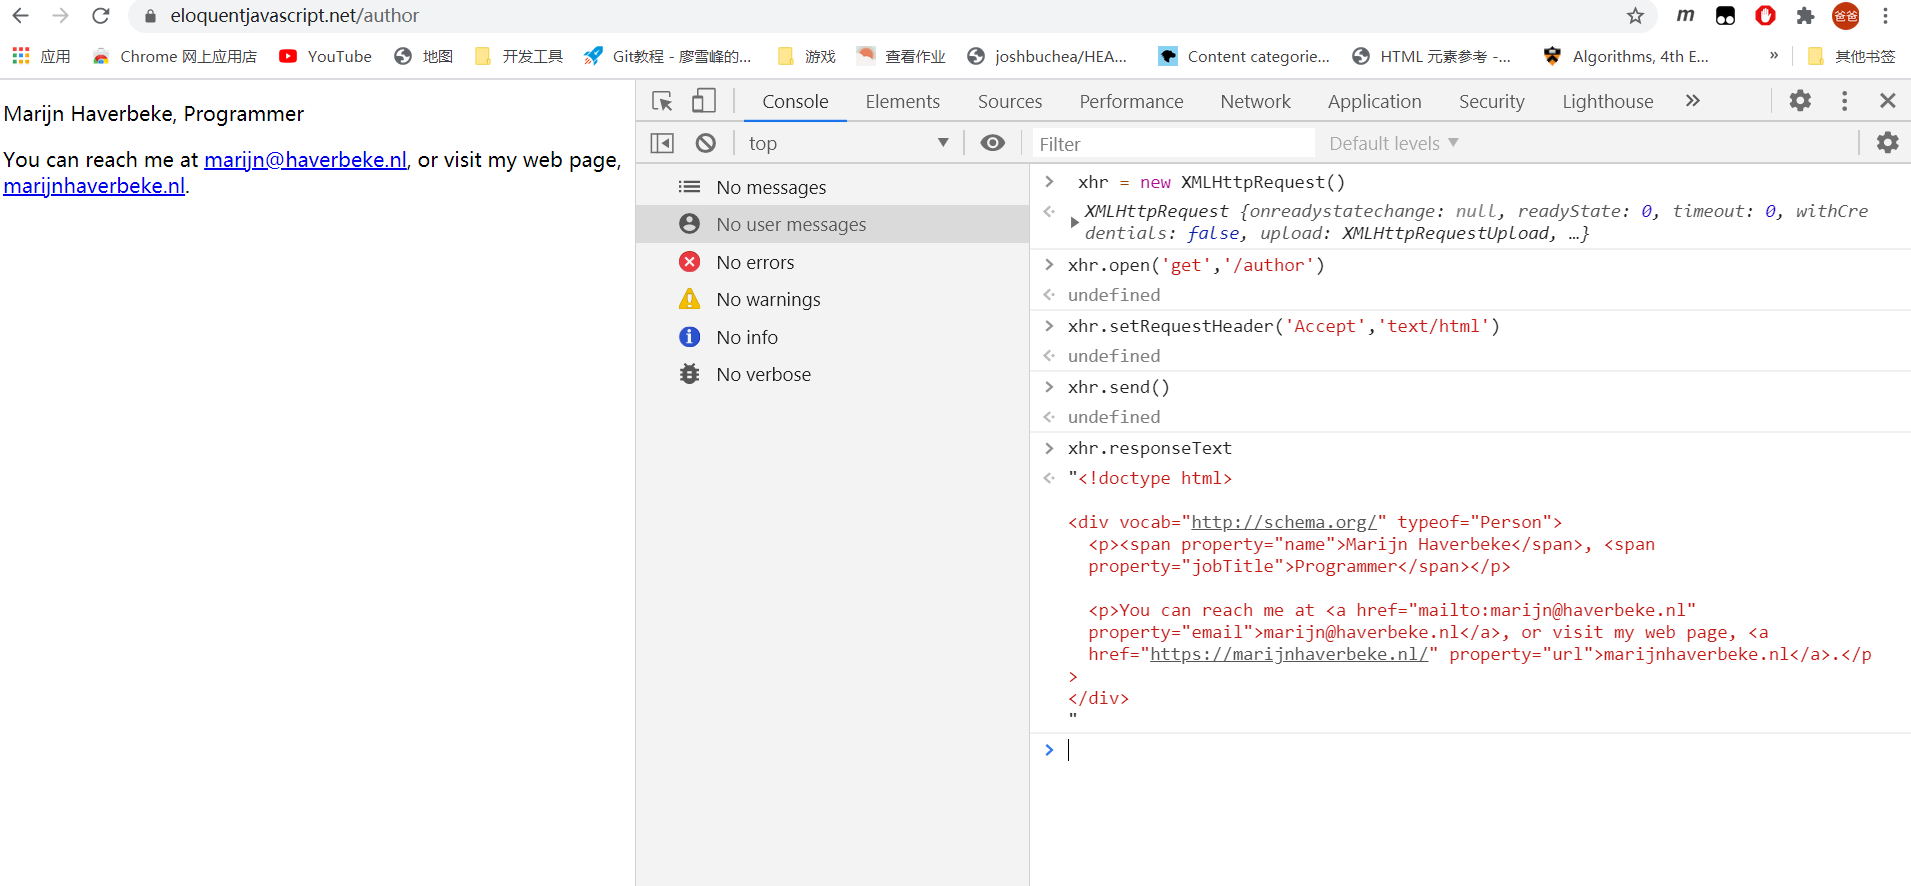 eloquentjavascript.net/author
m
爸爸
应用 Chrome 网上应用店 YouTube 地图 开发工具 Git教程 - 廖雪峰的... 游戏 查看作业 joshbuchea/HEA... Content categorie... HTML 元素参考 -... Algorithms, 4th E... » 其他书签
Marijn Haverbeke, Programmer
You can reach me at marijn@haverbeke.nl, or visit my web page,
marijnhaverbeke.nl.
Console Elements Sources Performance Network Application Security Lighthouse »
top Filter Default levels ▼
No messages
No user messages
No errors
No warnings
No info
No verbose
> xhr = new XMLHttpRequest()
XMLHttpRequest {onreadystatechange: null, readyState: 0, timeout: 0, withCre
dentials: false, upload: XMLHttpRequestUpload, …}
> xhr.open('get','/author')
undefined
> xhr.setRequestHeader('Accept','text/html')
undefined
> xhr.send()
undefined
> xhr.responseText
"<!doctype html>
<div vocab="http://schema.org/" typeof="Person">
<p><span property="name">Marijn Haverbeke</span>, <span
property="jobTitle">Programmer</span></p>
<p>You can reach me at <a href="mailto:marijn@haverbeke.nl"
property="email">marijn@haverbeke.nl</a>, or visit my web page, <a
href="https://marijnhaverbeke.nl/" property="url">marijnhaverbeke.nl</a>.</p
>
</div>
"
>